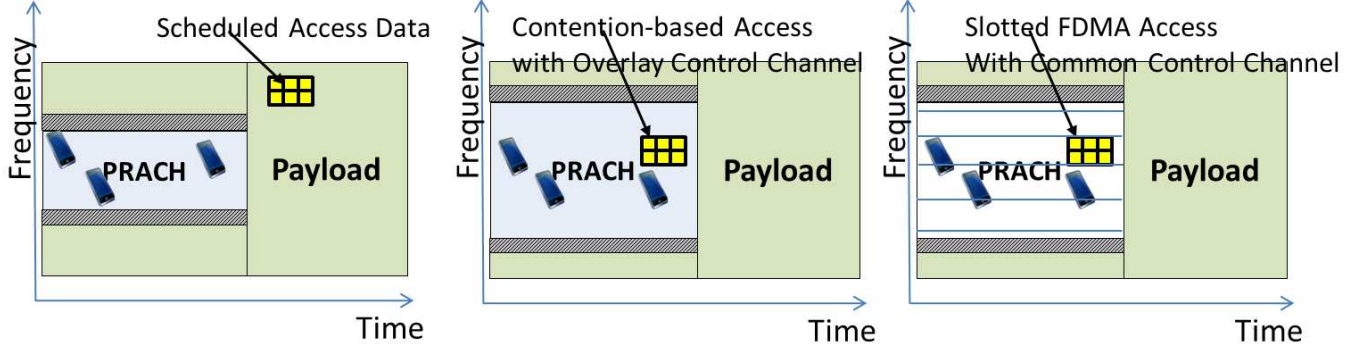 Scheduled Access Data
Frequency
PRACH
Payload
Time
Contention-based Access
with Overlay Control Channel
Frequency
PRACH
Payload
Time
Slotted FDMA Access
With Common Control Channel
Frequency
PRACH
Payload
Time